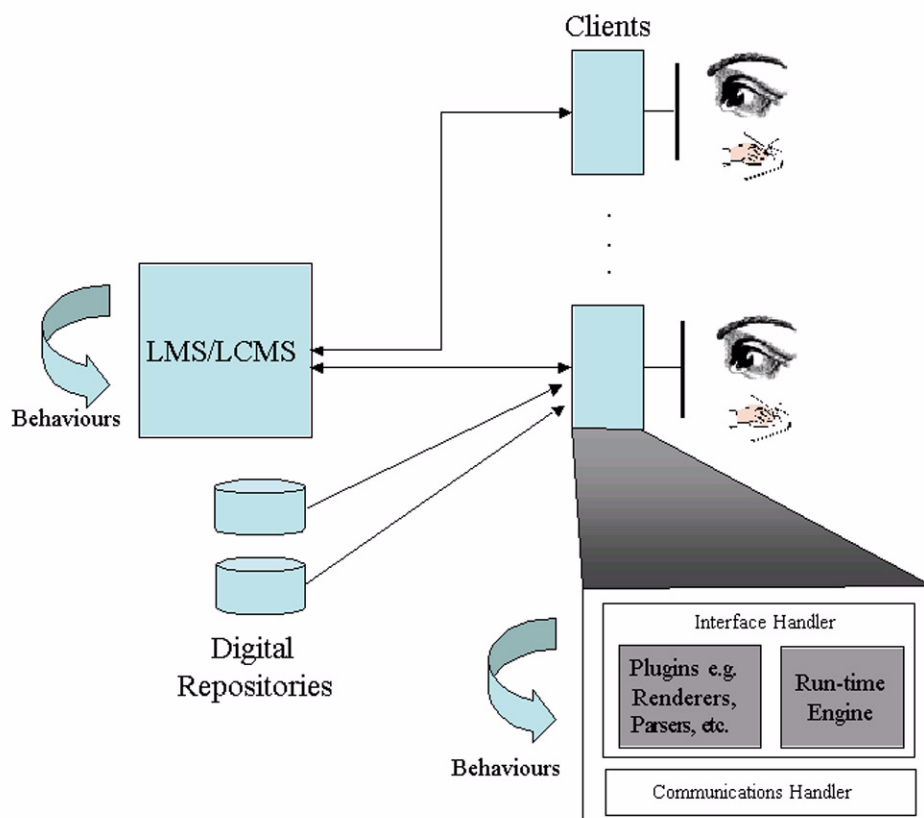 Clients
LMS/LCMS
Behaviours
Digital
Repositories
Interface Handler
Plugins e.g.
Renderers,
Parsers, etc.
Run-time
Engine
Behaviours
Communications Handler